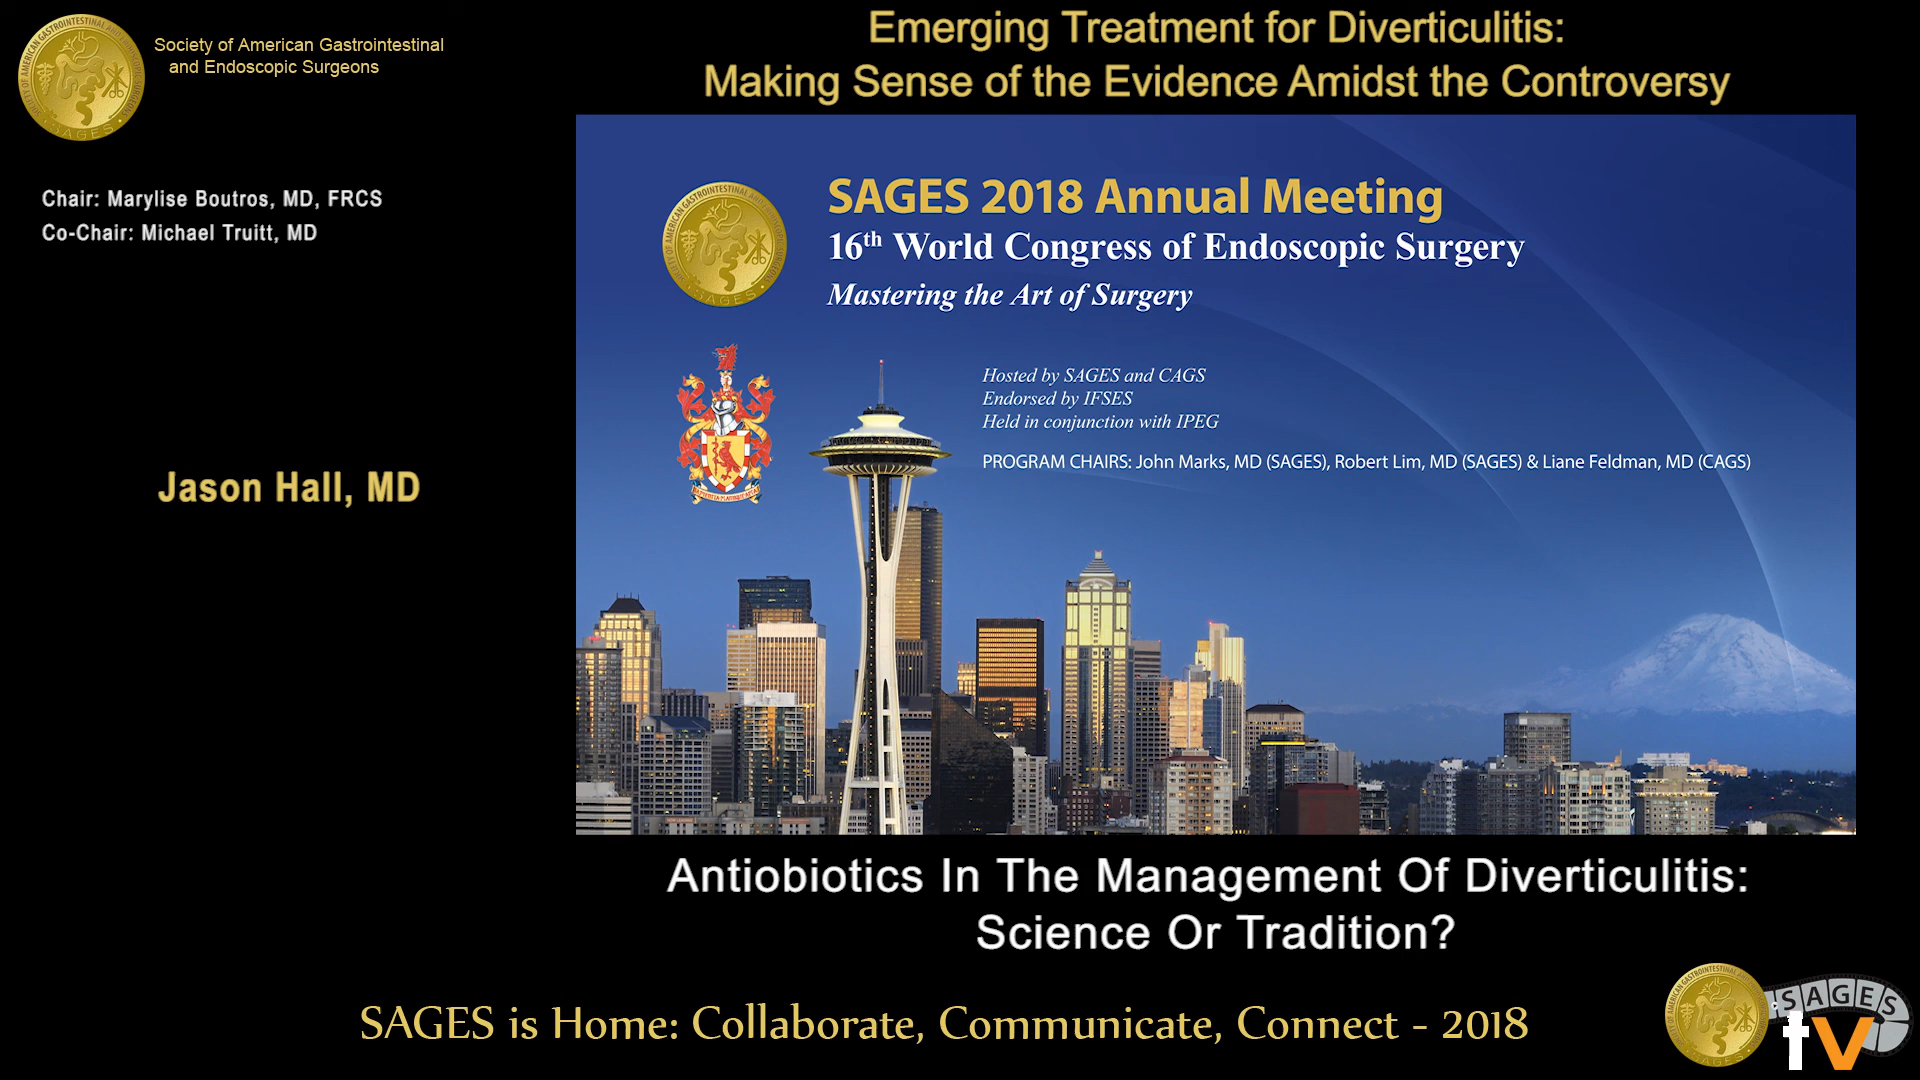 Society of American Gastrointestinal
and Endoscopic Surgeons
Emerging Treatment for Diverticulitis:
Making Sense of the Evidence Amidst the Controversy
Chair: Marylise Boutros, MD, FRCS
Co-Chair: Michael Truitt, MD
Jason Hall, MD
SAGES 2018 Annual Meeting
16th World Congress of Endoscopic Surgery
Mastering the Art of Surgery
Hosted by SAGES and CAGS
Endorsed by IFSES
Held in conjunction with IPEG
PROGRAM CHAIRS: John Marks, MD (SAGES), Robert Lim, MD (SAGES) & Liane Feldman, MD (CAGS)
Antiobiotics In The Management Of Diverticulitis:
Science Or Tradition?
SAGES is Home: Collaborate, Communicate, Connect - 2018
SAGES
tv